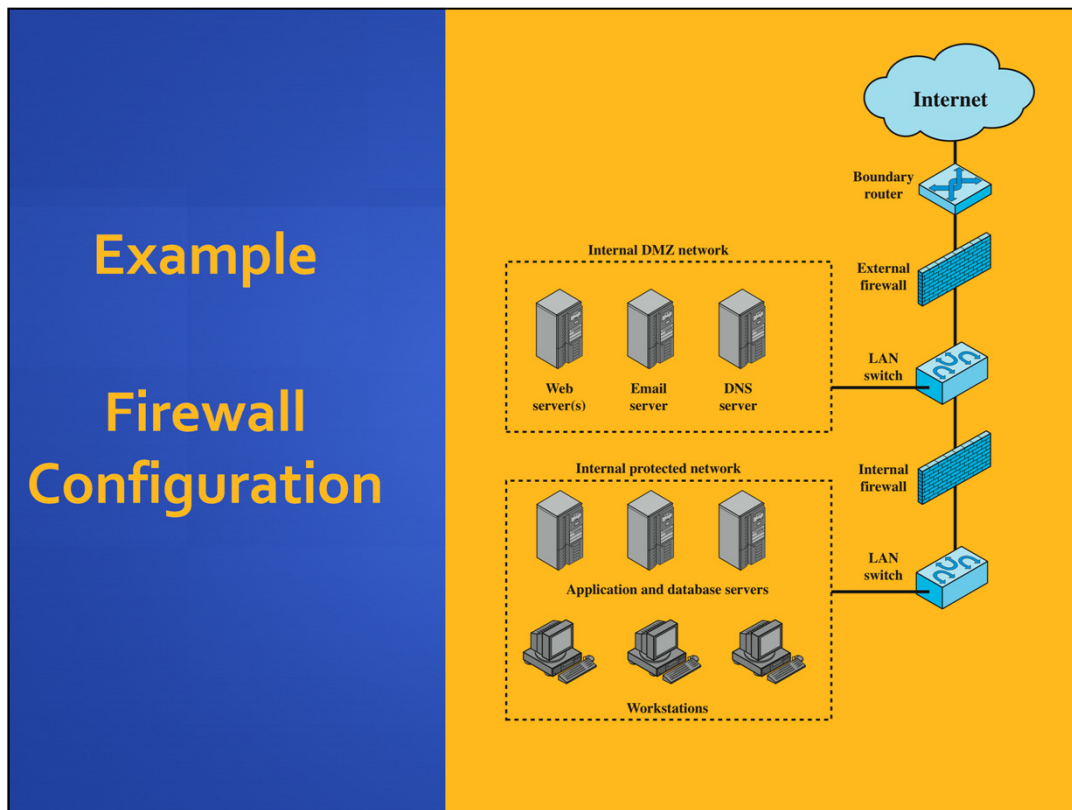 Example
Firewall
Configuration
Internet
Boundary
router
Internal DMZ network
External
firewall
Web
server(s)
Email
server
DNS
server
LAN
switch
Internal protected network
Internal
firewall
Application and database servers
LAN
switch
Workstations